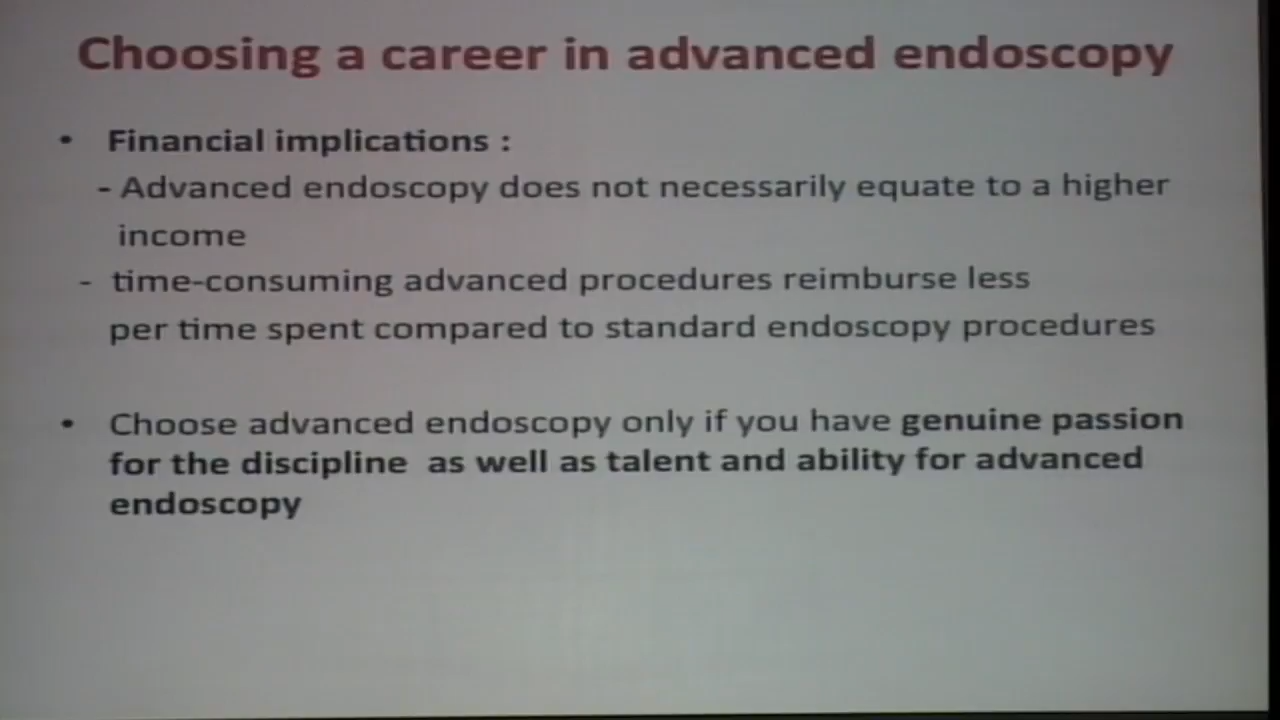 Choosing a career in advanced endoscopy
• Financial implications :
- Advanced endoscopy does not necessarily equate to a higher
income
- time-consuming advanced procedures reimburse less
per time spent compared to standard endoscopy procedures
• Choose advanced endoscopy only if you have genuine passion
for the discipline as well as talent and ability for advanced
endoscopy